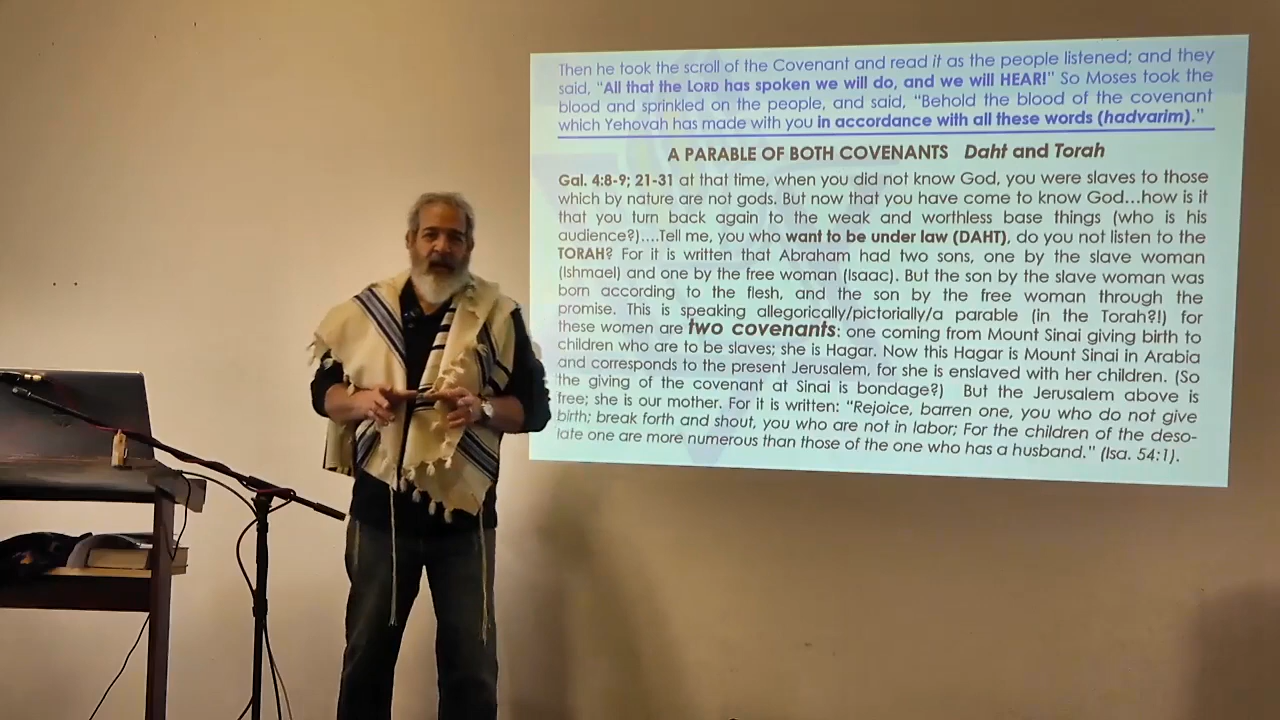 Then he took the scroll of the Covenant and read it as the people listened; and they
said, "All that the LORD has spoken we will do, and we will HEAR!" So Moses took the
blood and sprinkled on the people, and said, "Behold the blood of the covenant
which Yehovah has made with you in accordance with all these words (hadvarim)."
A PARABLE OF BOTH COVENANTS Daht and Torah
Gal. 4:8-9; 21-31 at that time, when you did not know God, you were slaves to those
which by nature are not gods. But now that you have come to know God...how is it
that you turn back again to the weak and worthless base things (who is his
audience?)....Tell me, you who want to be under law (DAHT), do you not listen to the
TORAH? For it is written that Abraham had two sons, one by the slave woman
(Ishmael) and one by the free woman (Isaac). But the son by the slave woman was
born according to the flesh, and the son by the free woman through the
promise. This is speaking allegorically/pictorially/a parable (in the Torah?!) for
these women are two covenants: one coming from Mount Sinai giving birth to
children who are to be slaves; she is Hagar. Now this Hagar is Mount Sinai in Arabia
and corresponds to the present Jerusalem, for she is enslaved with her children. (So
the giving of the covenant at Sinai is bondage?) But the Jerusalem above is
free; she is our mother. For it is written: "Rejoice, barren one, you who do not give
birth; break forth and shout, you who are not in labor; For the children of the deso-
late one are more numerous than those of the one who has a husband." (Isa. 54:1).